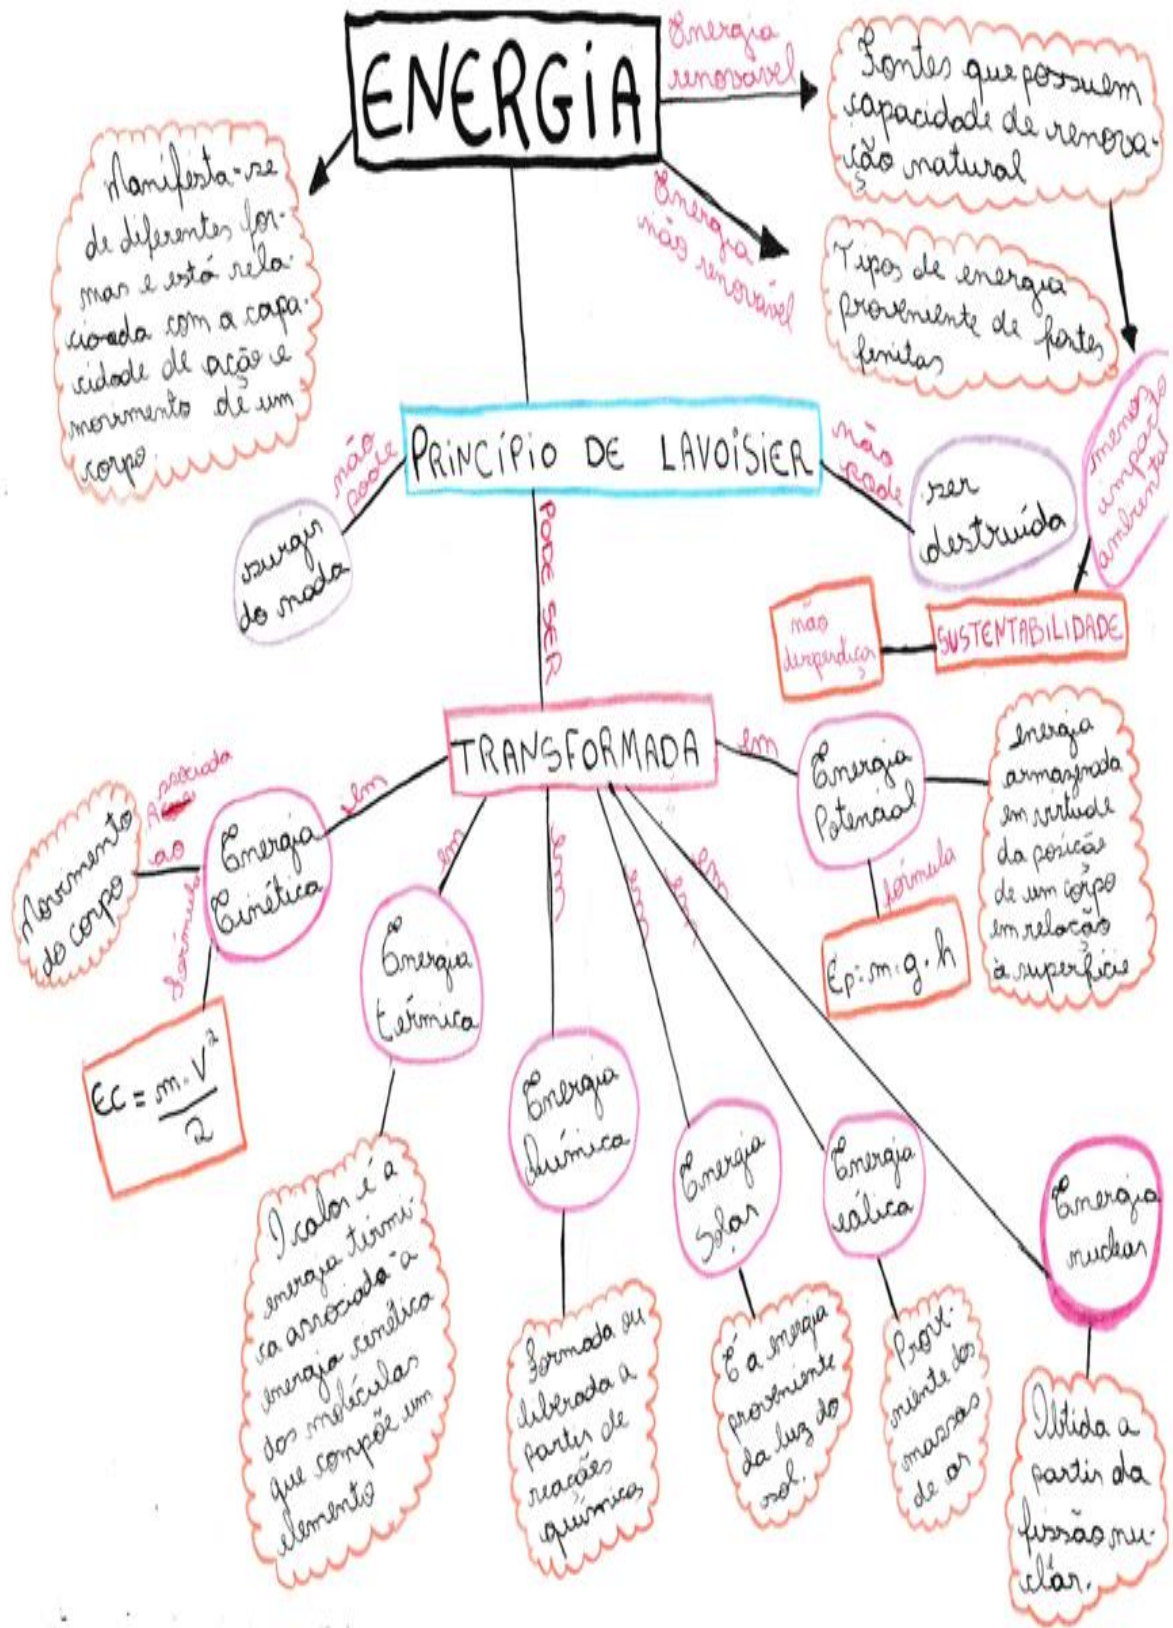 ENERGIA
Energia
renovável
Fontes que possuem
capacidade de renova-
ção natural
Energia
não renovável
Tipos de energia
proveniente de fontes
finitas
Manifesta-se
de diferentes for-
mas e está rela-
cionada com a capa-
cidade de ação e
movimento de um
corpo.
menos
impacto
ambiental
SUSTENTABILIDADE
não
desperdiçar
PRINCÍPIO DE LAVOISIER
não
pode
surgir
do nada
não
pode
ser
destruída
PODE SER
TRANSFORMADA
em
Energia
Cinética
Associada
ao
Movimento
do corpo
fórmula
EC = m. V²
2
em
Energia
térmica
O calor é a
energia térmi-
ca associada à
energia cinética
das moléculas
que compõe um
elemento
em
Energia
Química
Formada ou
liberada a
partir de
reações
químicas
em
Energia
Solar
É a energia
proveniente
da luz do
sol.
em
Energia
eólica
Prove-
niente das
massas
de ar
em
Energia
nuclear
Obtida a
partir da
fissão nu-
clear.
em
Energia
Potencial
energia
armazenada
em virtude
da posição
de um corpo
em relação
à superfície
fórmula
Ep: m. g. h